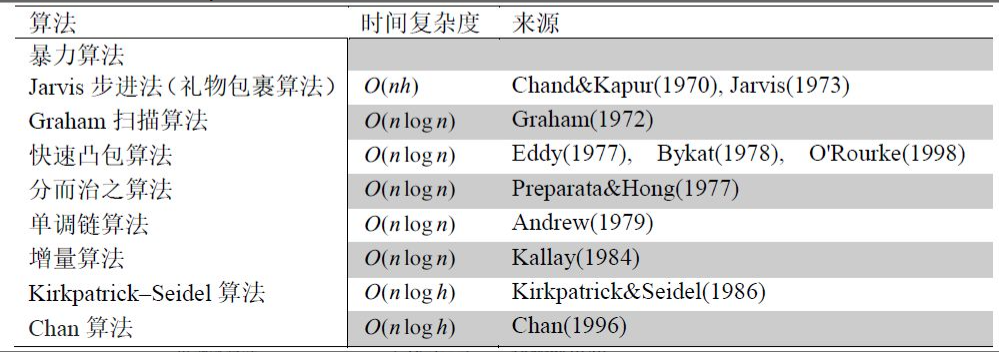 算法 时间复杂度 来源
暴力算法
Jarvis 步进法（礼物包裹算法） O(nh) Chand&Kapur(1970), Jarvis(1973)
Graham 扫描算法 O(n log n) Graham(1972)
快速凸包算法 O(n log n) Eddy(1977), Bykat(1978), O'Rourke(1998)
分而治之算法 O(n log n) Preparata&Hong(1977)
单调链算法 O(n log n) Andrew(1979)
增量算法 O(n log n) Kallay(1984)
Kirkpatrick–Seidel 算法 O(n log h) Kirkpatrick&Seidel(1986)
Chan 算法 O(n log h) Chan(1996)